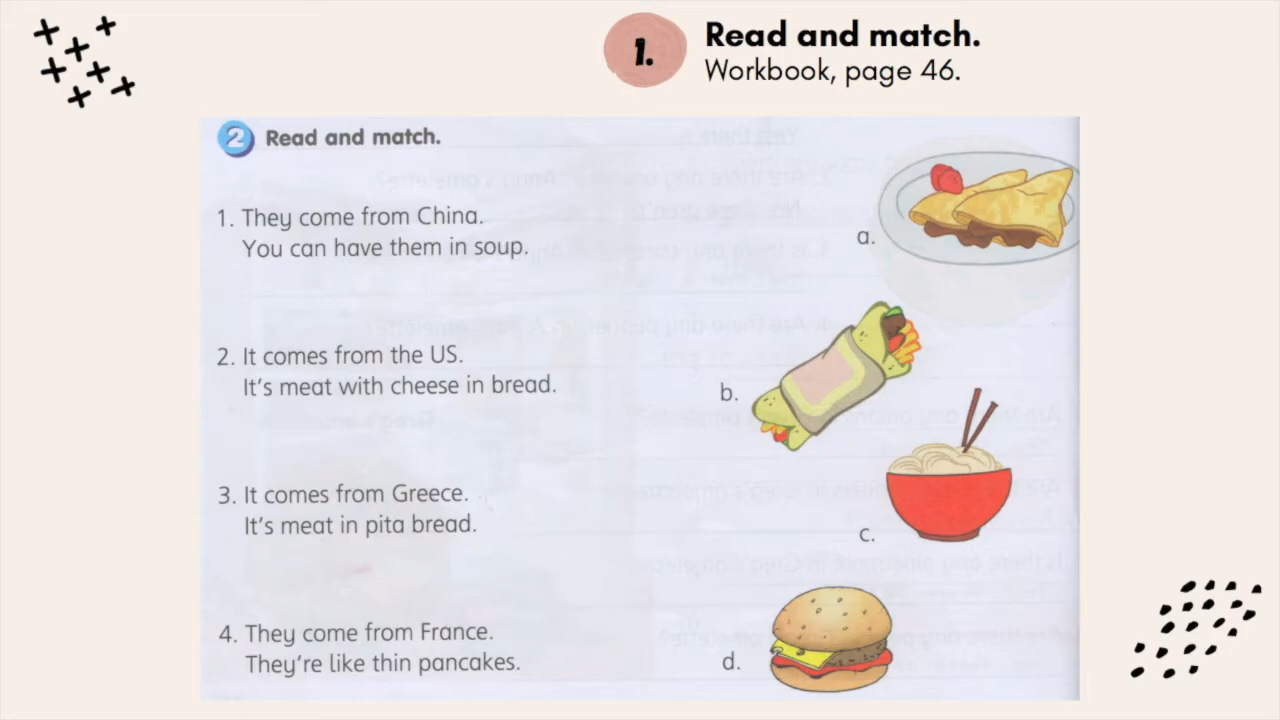 1.
Read and match.
Workbook, page 46.
2 Read and match.
1. They come from China.
You can have them in soup.
2. It comes from the US.
It's meat with cheese in bread.
3. It comes from Greece.
It's meat in pita bread.
4. They come from France.
They're like thin pancakes.
a.
b.
c.
d.